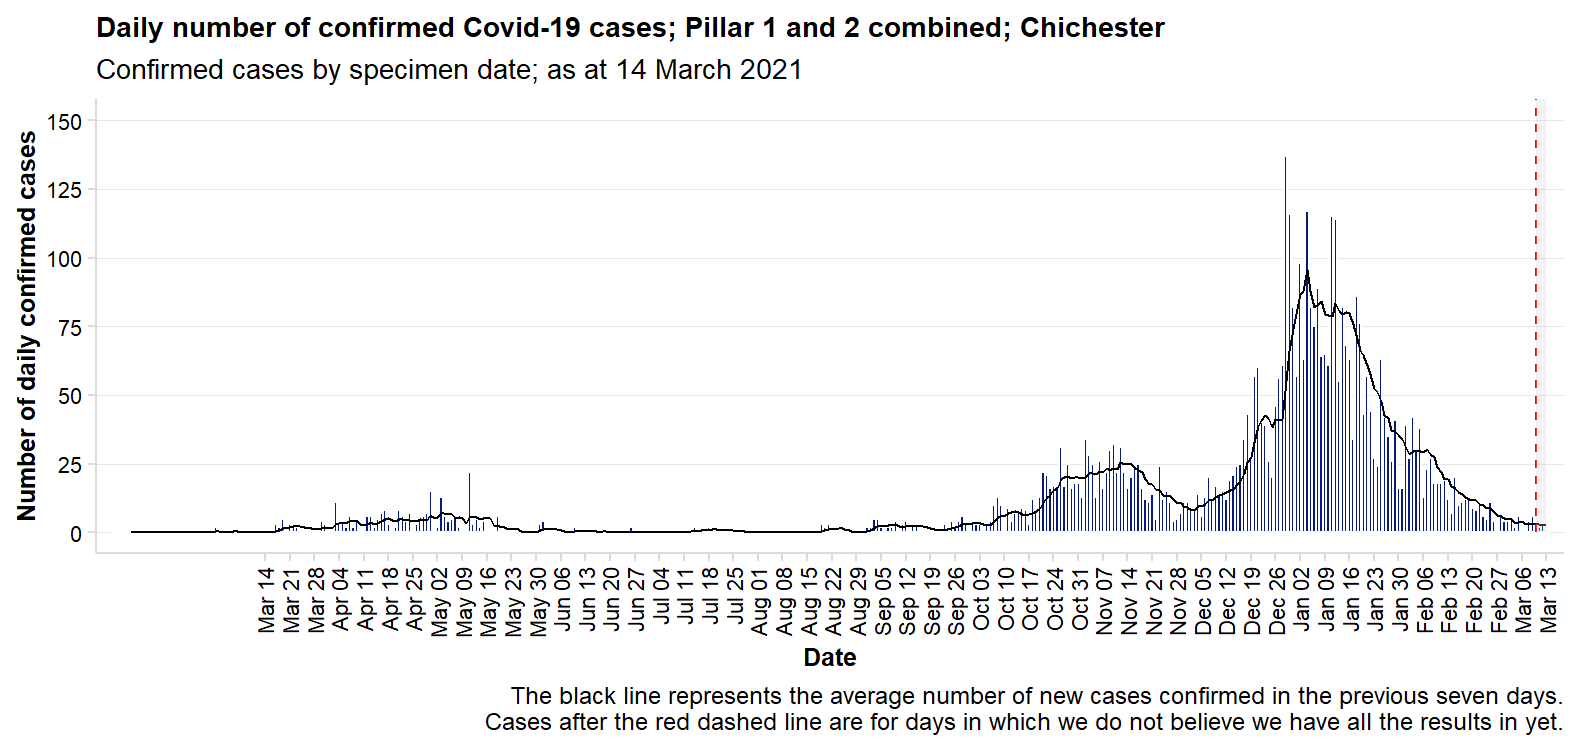 Daily number of confirmed Covid-19 cases; Pillar 1 and 2 combined; Chichester
Confirmed cases by specimen date; as at 14 March 2021
Number of daily confirmed cases
150
125
100
75
50
25
0
Mar 14
Mar 21
Mar 28
Apr 04
Apr 11
Apr 18
Apr 25
May 02
May 09
May 16
May 23
May 30
Jun 06
Jun 13
Jun 20
Jun 27
Jul 04
Jul 11
Jul 18
Jul 25
Aug 01
Aug 08
Aug 15
Aug 22
Aug 29
Sep 05
Sep 12
Sep 19
Sep 26
Oct 03
Oct 10
Oct 17
Oct 24
Oct 31
Nov 07
Nov 14
Nov 21
Nov 28
Dec 05
Dec 12
Dec 19
Dec 26
Jan 02
Jan 09
Jan 16
Jan 23
Jan 30
Feb 06
Feb 13
Feb 20
Feb 27
Mar 06
Mar 13
Date
The black line represents the average number of new cases confirmed in the previous seven days.
Cases after the red dashed line are for days in which we do not believe we have all the results in yet.